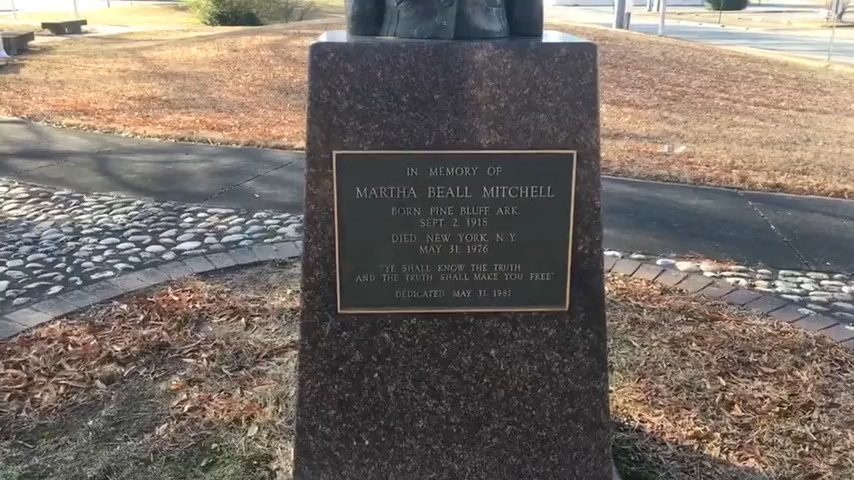 IN MEMORY OF
MARTHA BEALL MITCHELL
BORN PINE BLUFF ARK.
SEPT. 2, 1918
DIED NEW YORK, N.Y.
MAY 31, 1976
"YE SHALL KNOW THE TRUTH
AND THE TRUTH SHALL MAKE YOU FREE"
DEDICATED MAY 31, 1981